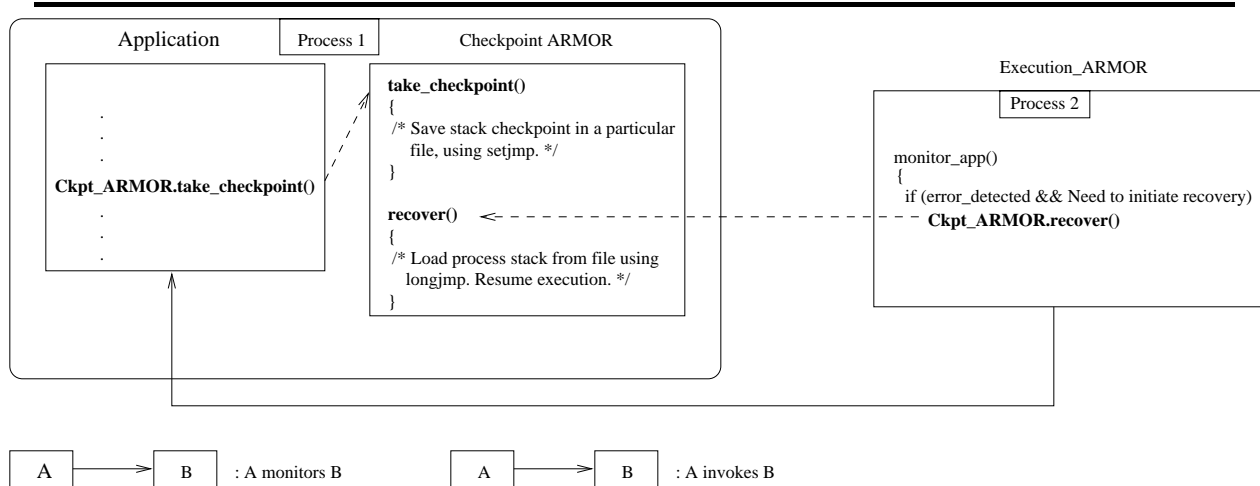 Application
Process 1
Checkpoint ARMOR
.
.
.
Ckpt_ARMOR.take_checkpoint()
.
.
.
take_checkpoint()
{
/* Save stack checkpoint in a particular
file, using setjmp. */
}
recover()
{
/* Load process stack from file using
longjmp. Resume execution. */
}
Execution_ARMOR
Process 2
monitor_app()
{
if (error_detected && Need to initiate recovery)
Ckpt_ARMOR.recover()
A B : A monitors B
A B : A invokes B